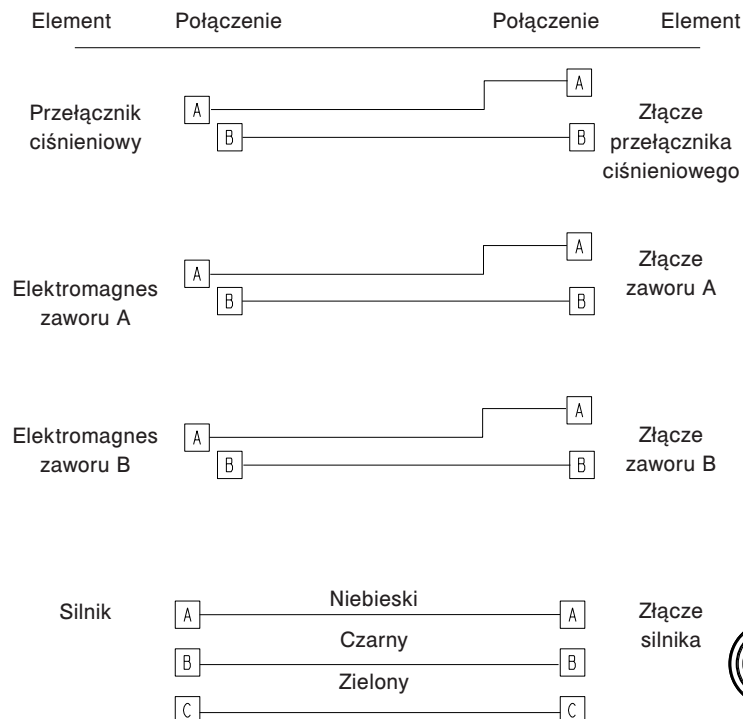 Element Połączenie Połączenie Element
Przełącznik
ciśnieniowy
A A
B B
Złącze
przełącznika
ciśnieniowego
Elektromagnes
zaworu A
A A
B B
Złącze
zaworu A
Elektromagnes
zaworu B
A A
B B
Złącze
zaworu B
Silnik
A Niebieski A
B Czarny B
C Zielony C
Złącze
silnika